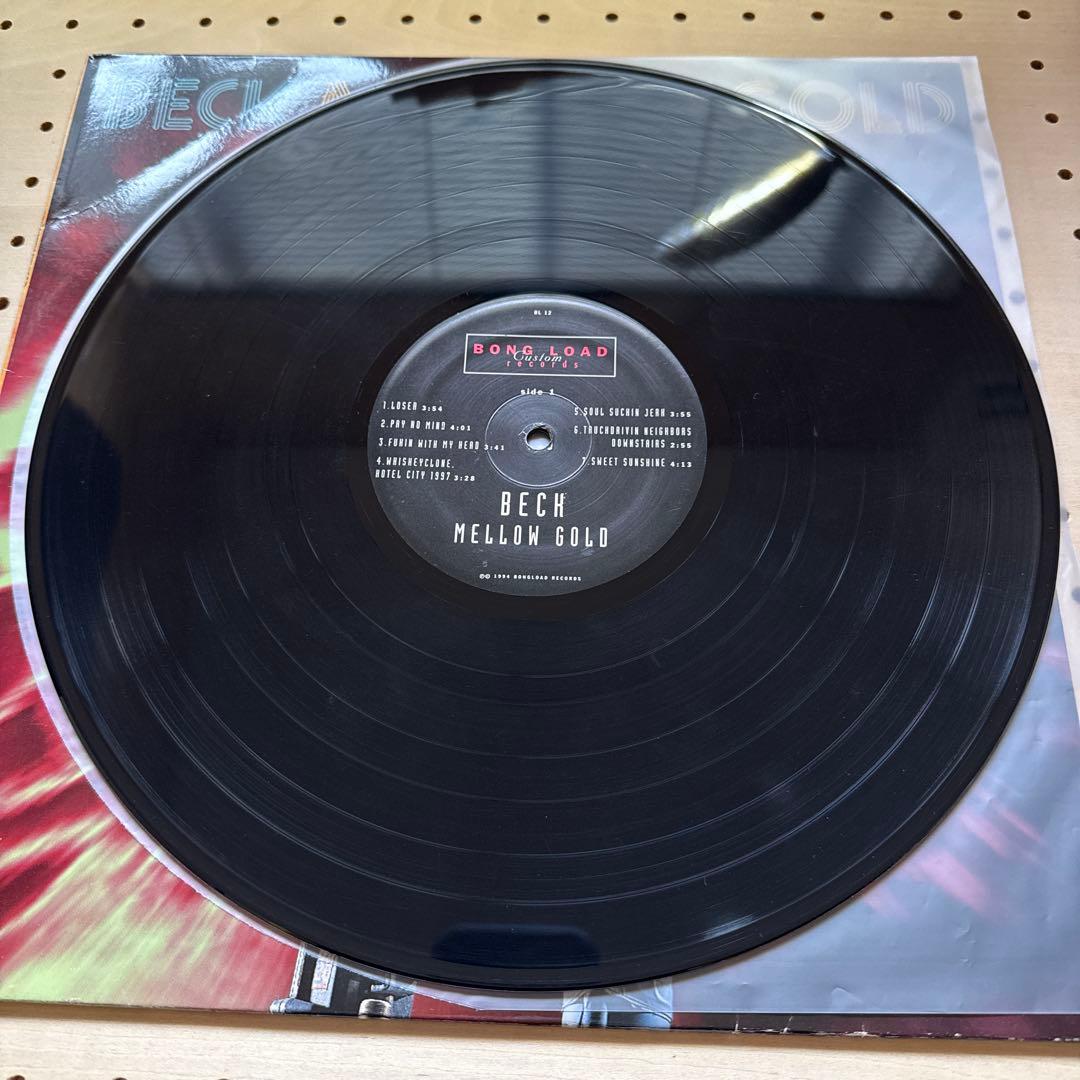 BECK
GOLD
BL 12
BONG LOAD
Custom
records
side 1
1.LOSER 3:54
2.PAY NO MIND 4:01
3.FUKIN WITH MY HEAD 3:41
4.WHISKEYCLONE,
HOTEL CITY 1997 3:28
5.SOUL SUCKIN JERK 3:55
6.TRUCKDRIVIN NEIGHBORS
DOWNSTAIRS 2:55
7.SWEET SUNSHINE 4:13
BECK
MELLOW GOLD
℗© 1994 BONGLOAD RECORDS